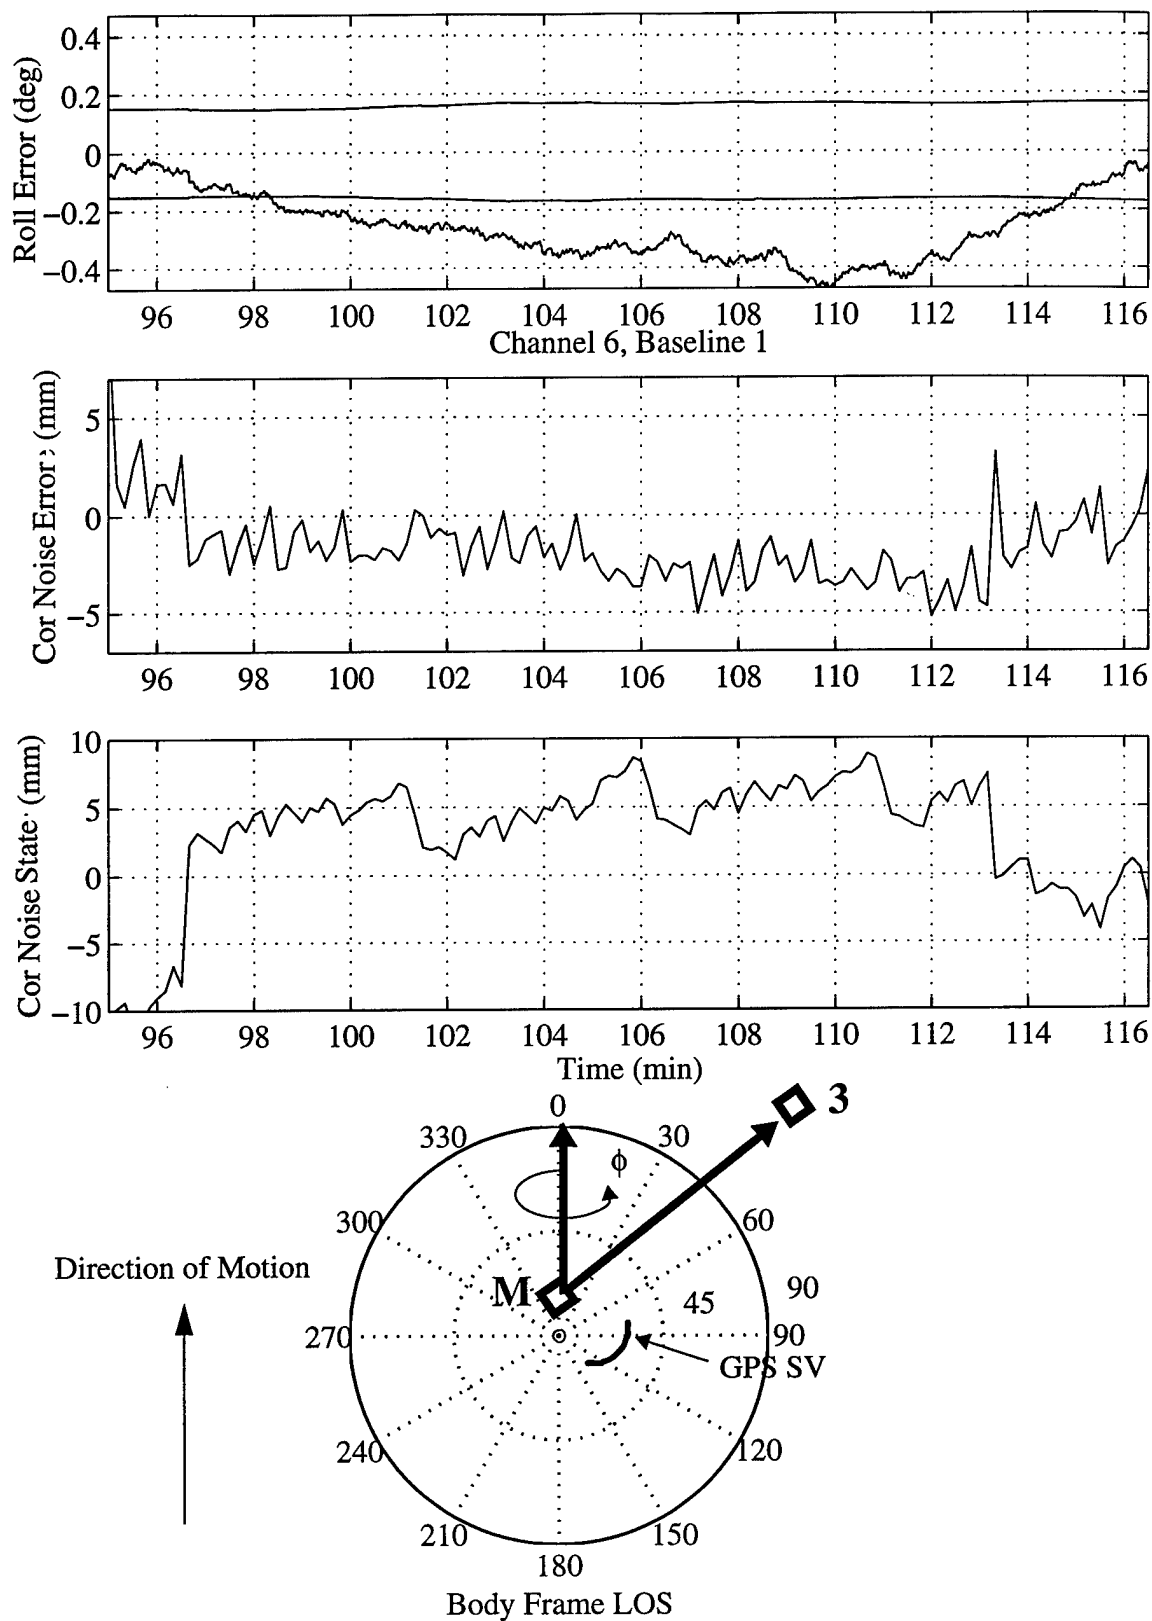 0.4
0.2
0
−0.2
−0.4
Roll Error (deg)
96 98 100 102 104 106 108 110 112 114 116
Channel 6, Baseline 1
5
0
−5
Cor Noise Error (mm)
96 98 100 102 104 106 108 110 112 114 116
10
5
0
−5
−10
Cor Noise State (mm)
96 98 100 102 104 106 108 110 112 114 116
Time (min)
3
0
330
30
ϕ
300
60
Direction of Motion
M
45
90
270
90
GPS SV
240
120
210
150
180
Body Frame LOS